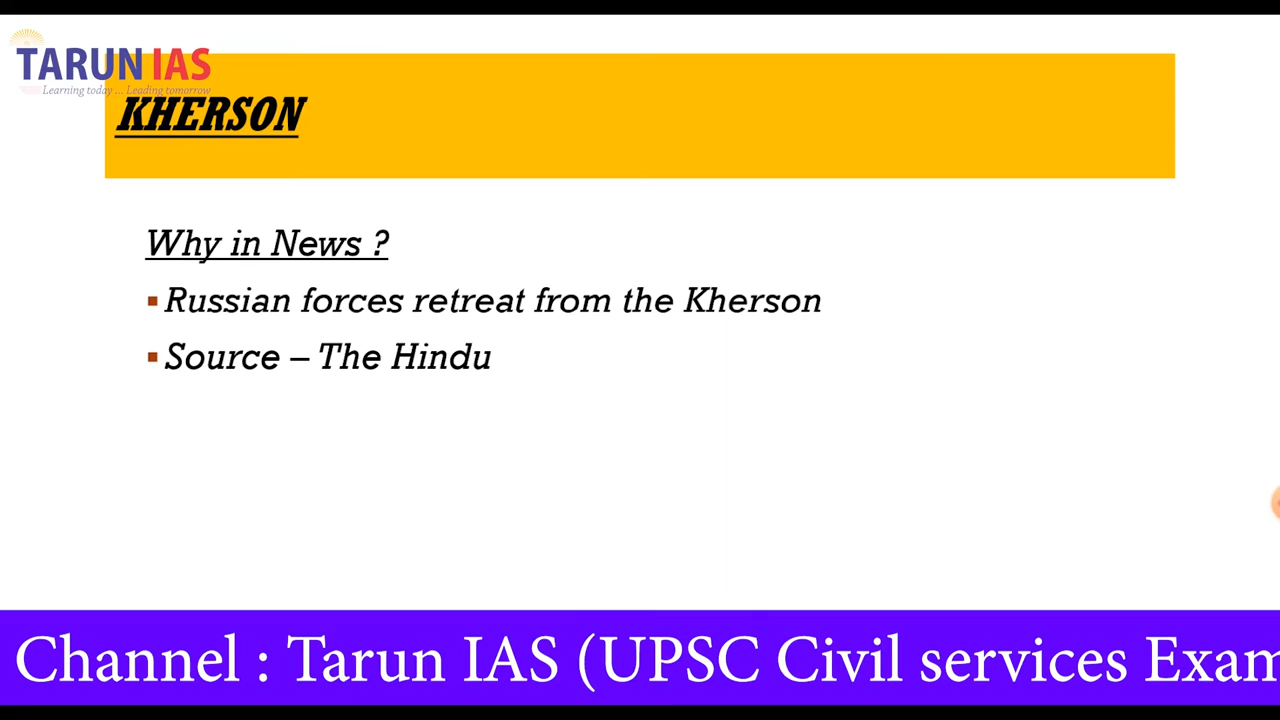 TARUN IAS
Learning today ... Leading tomorrow
KHERSON
Why in News ?
Russian forces retreat from the Kherson
Source – The Hindu
Channel : Tarun IAS (UPSC Civil services Exam